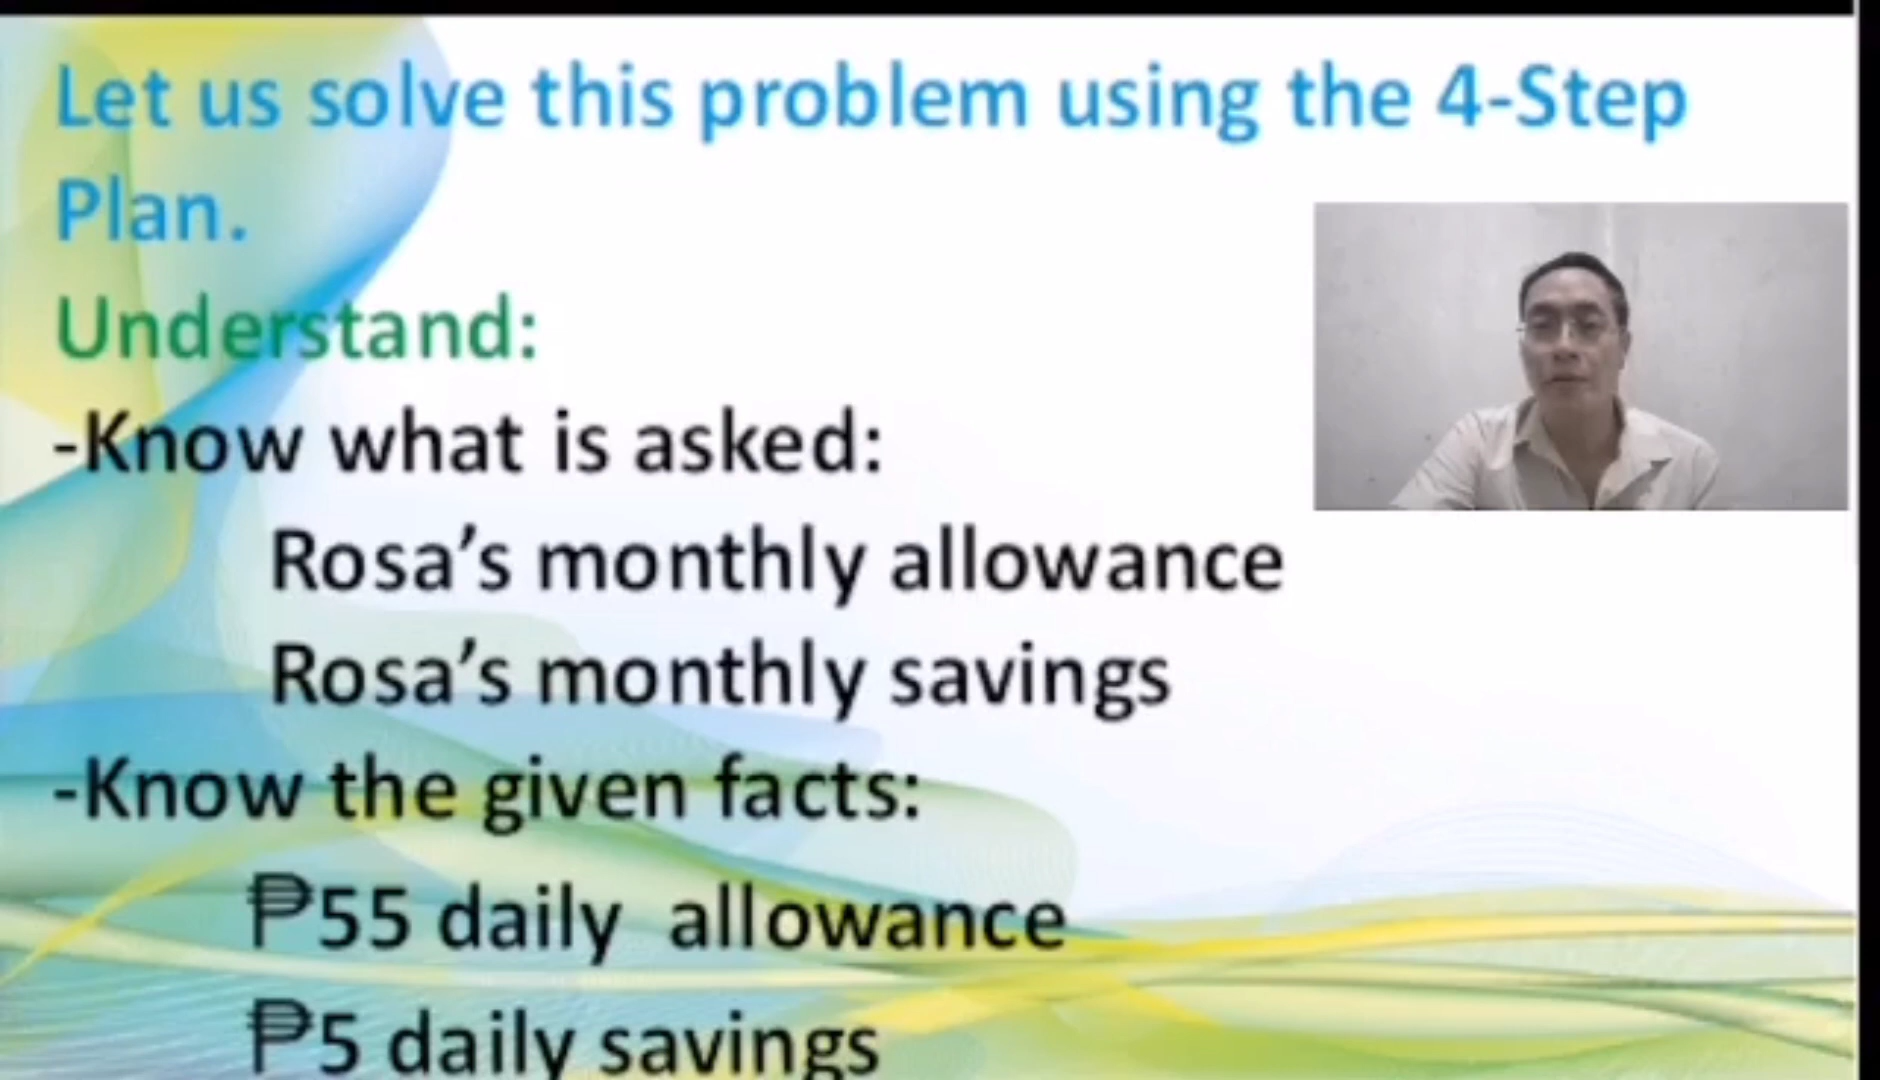 Let us solve this problem using the 4-Step
Plan.
Understand:
-Know what is asked:
Rosa’s monthly allowance
Rosa’s monthly savings
-Know the given facts:
₱55 daily allowance
₱5 daily savings